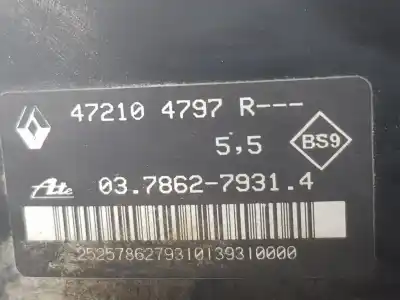 47210 4797 R---
5,5 BS9
Ate 03.7862-7931.4
2525786279310139310000